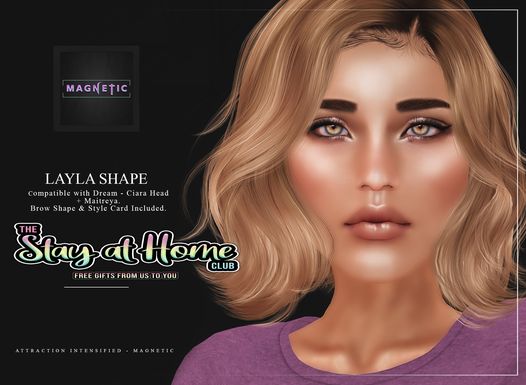 MAGNETIC
LAYLA SHAPE
Compatible with Dream - Ciara Head
+ Maitreya.
Brow Shape & Style Card Included.
THE
Stay at Home
CLUB
FREE GIFTS FROM US TO YOU
ATTRACTION INTENSIFIED - MAGNETIC